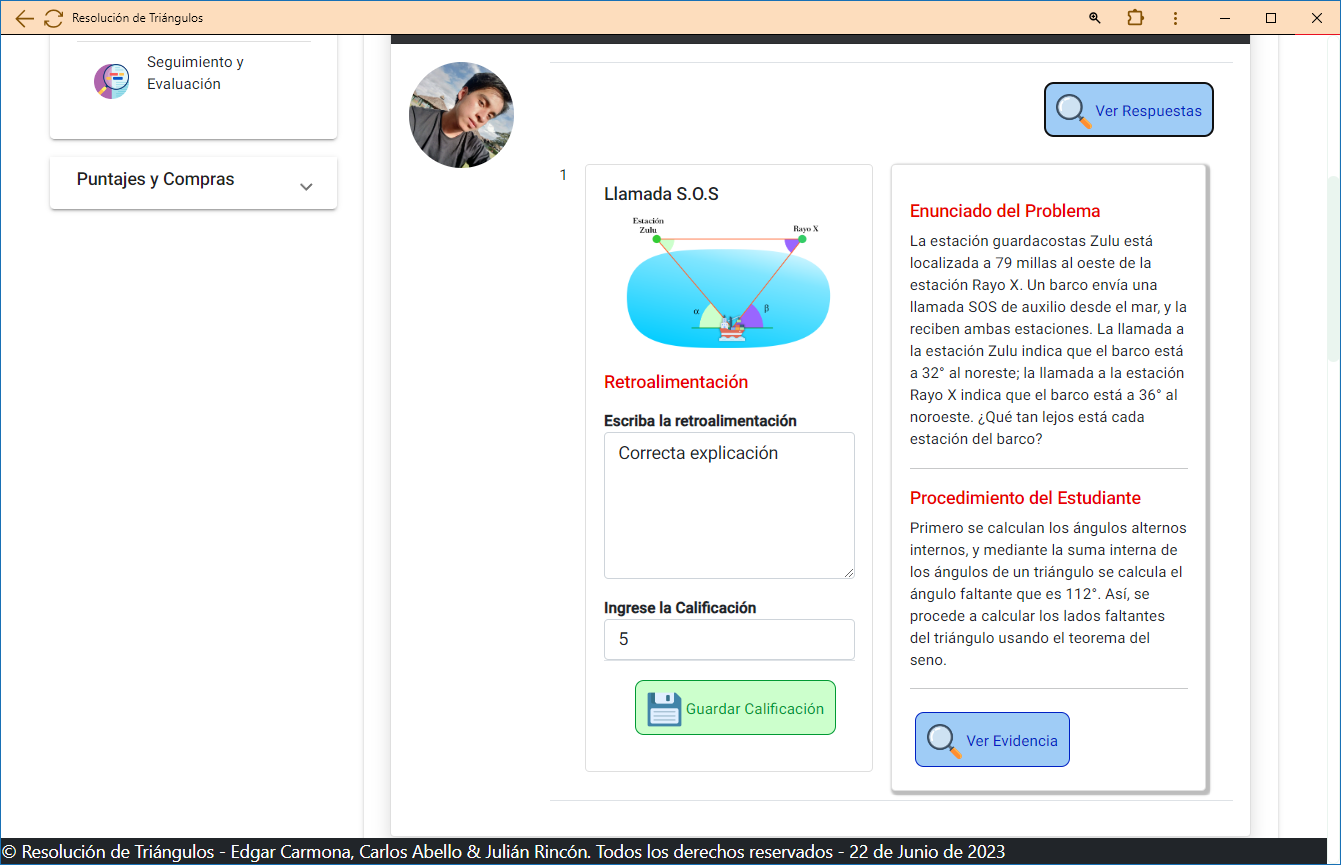 Resolución de Triángulos
Seguimiento y
Evaluación
Puntajes y Compras
Ver Respuestas
1
Llamada S.O.S
Estación
Zulu
Rayo X
α
β
Retroalimentación
Escriba la retroalimentación
Correcta explicación
Ingrese la Calificación
5
Guardar Calificación
Enunciado del Problema
La estación guardacostas Zulu está
localizada a 79 millas al oeste de la
estación Rayo X. Un barco envía una
llamada SOS de auxilio desde el mar, y la
reciben ambas estaciones. La llamada a
la estación Zulu indica que el barco está
a 32° al noreste; la llamada a la estación
Rayo X indica que el barco está a 36° al
noroeste. ¿Qué tan lejos está cada
estación del barco?
Procedimiento del Estudiante
Primero se calculan los ángulos alternos
internos, y mediante la suma interna de
los ángulos de un triángulo se calcula el
ángulo faltante que es 112°. Así, se
procede a calcular los lados faltantes
del triángulo usando el teorema del
seno.
Ver Evidencia
© Resolución de Triángulos - Edgar Carmona, Carlos Abello & Julián Rincón. Todos los derechos reservados - 22 de Junio de 2023